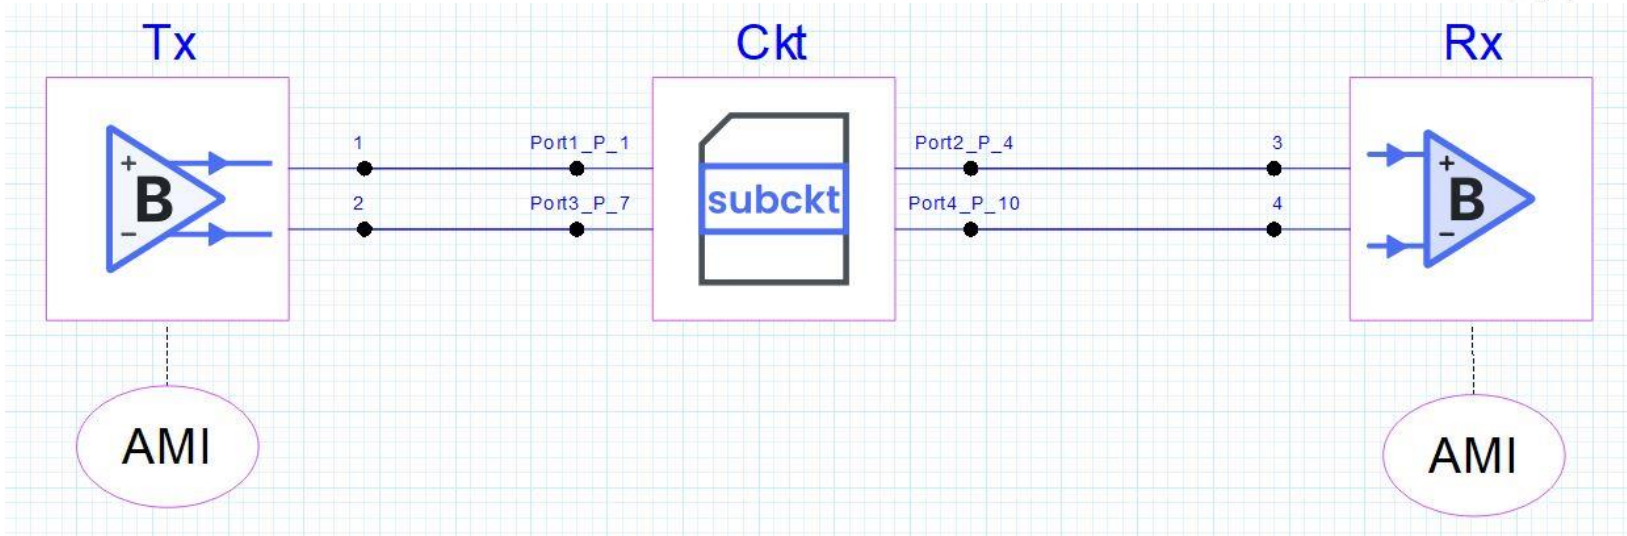 Tx
Ckt
Rx
1
Port1_P_1
Port2_P_4
3
+
B
−
subckt
+
B
−
2
Port3_P_7
Port4_P_10
4
AMI
AMI